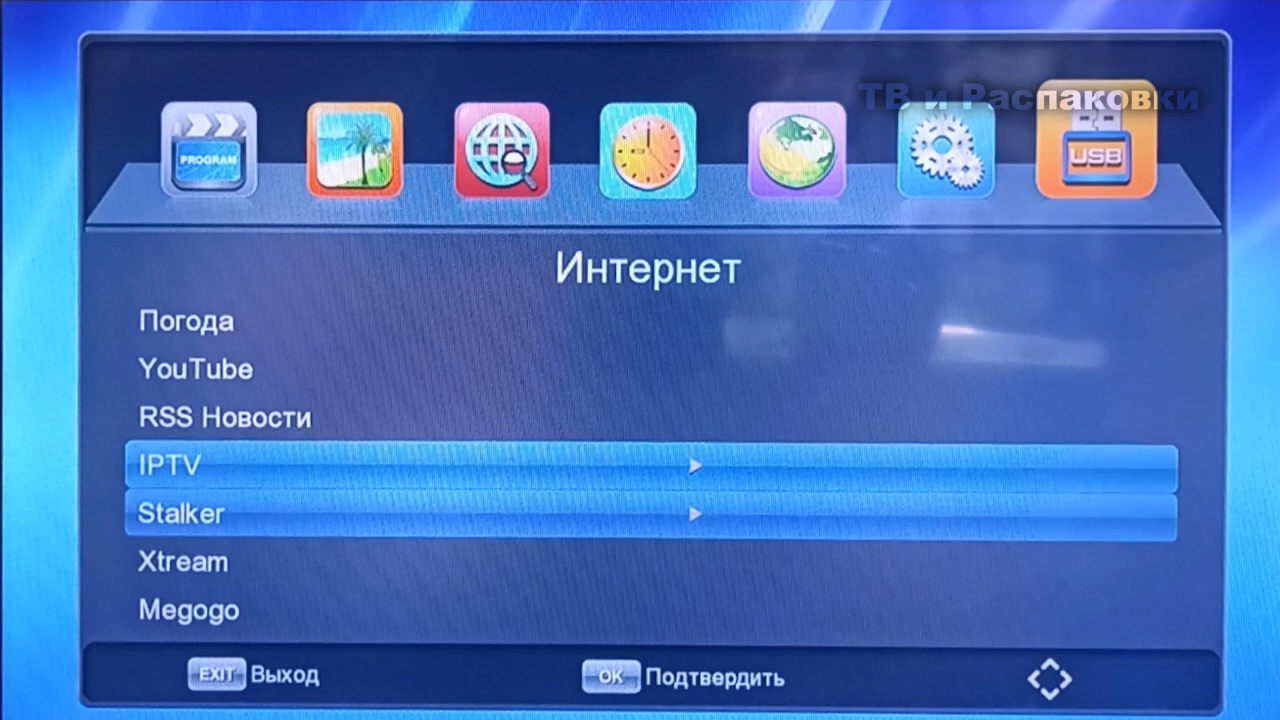 ТВ и Распаковки
PROGRAM
USB
Интернет
Погода
YouTube
RSS Новости
IPTV
Stalker
Xtream
Megogo
EXIT Выход
OK Подтвердить